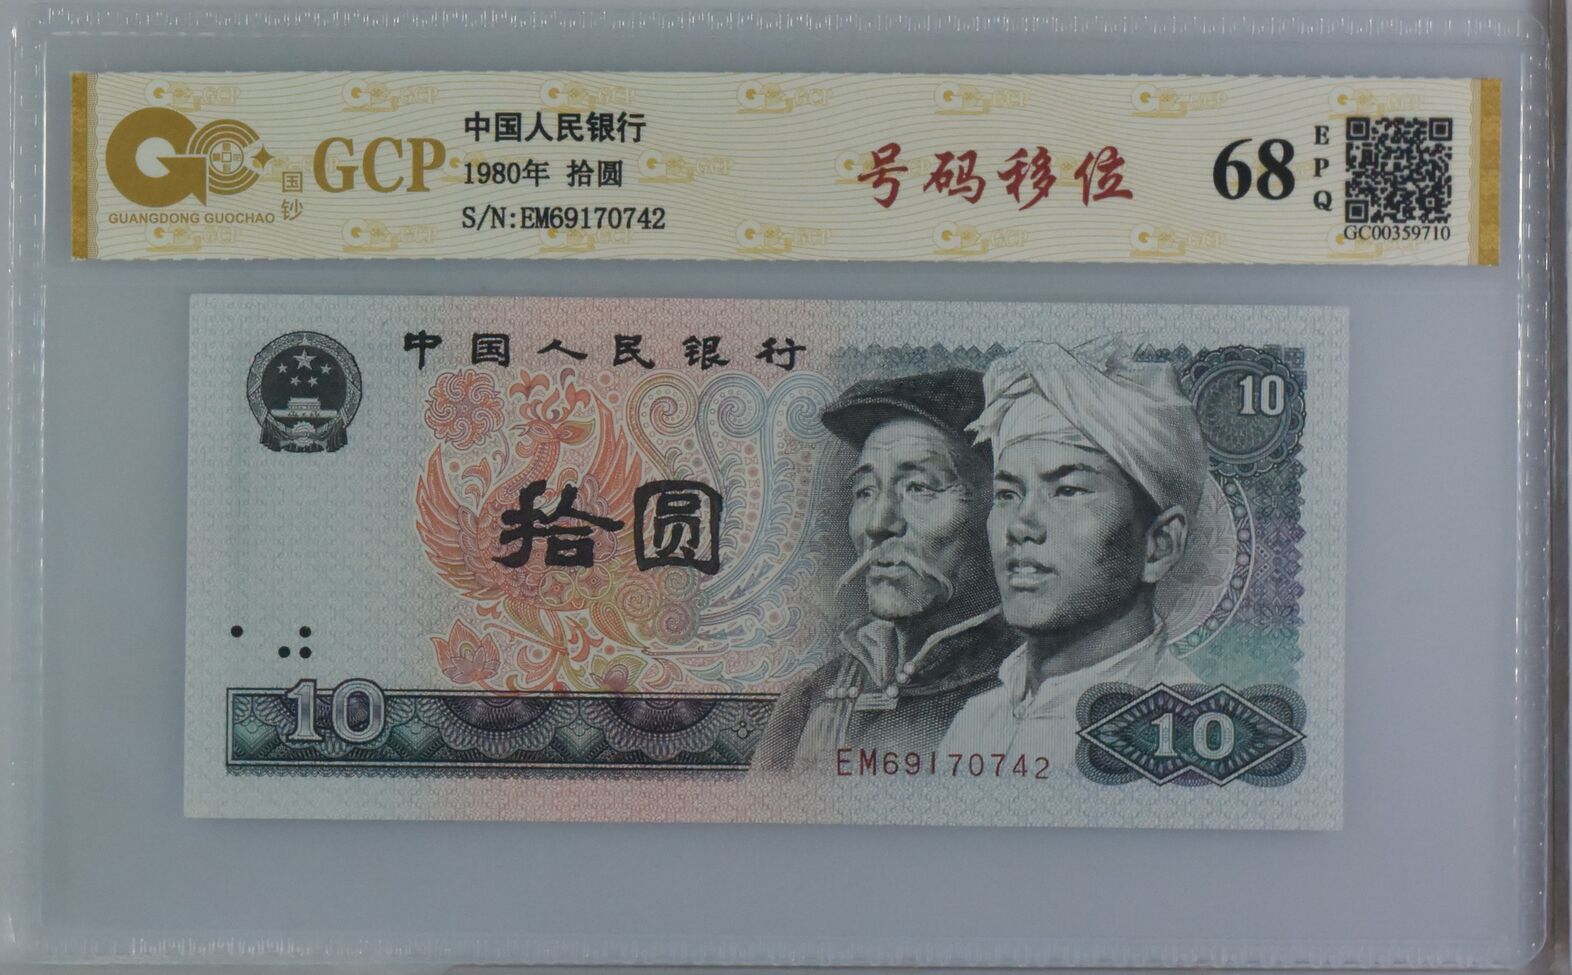 GUANGDONG GUOCHAO
国钞
GCP
中国人民银行
1980年 拾圆
S/N:EM69170742
号码移位
68
EPQ
GC00359710
中国人民银行
10
拾圆
10
EM69170742
10